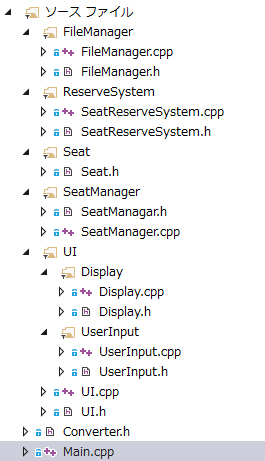 ソース ファイル
FileManager
FileManager.cpp
FileManager.h
ReserveSystem
SeatReserveSystem.cpp
SeatReserveSystem.h
Seat
Seat.h
SeatManager
SeatManagar.h
SeatManager.cpp
UI
Display
Display.cpp
Display.h
UserInput
UserInput.cpp
UserInput.h
UI.cpp
UI.h
Converter.h
Main.cpp